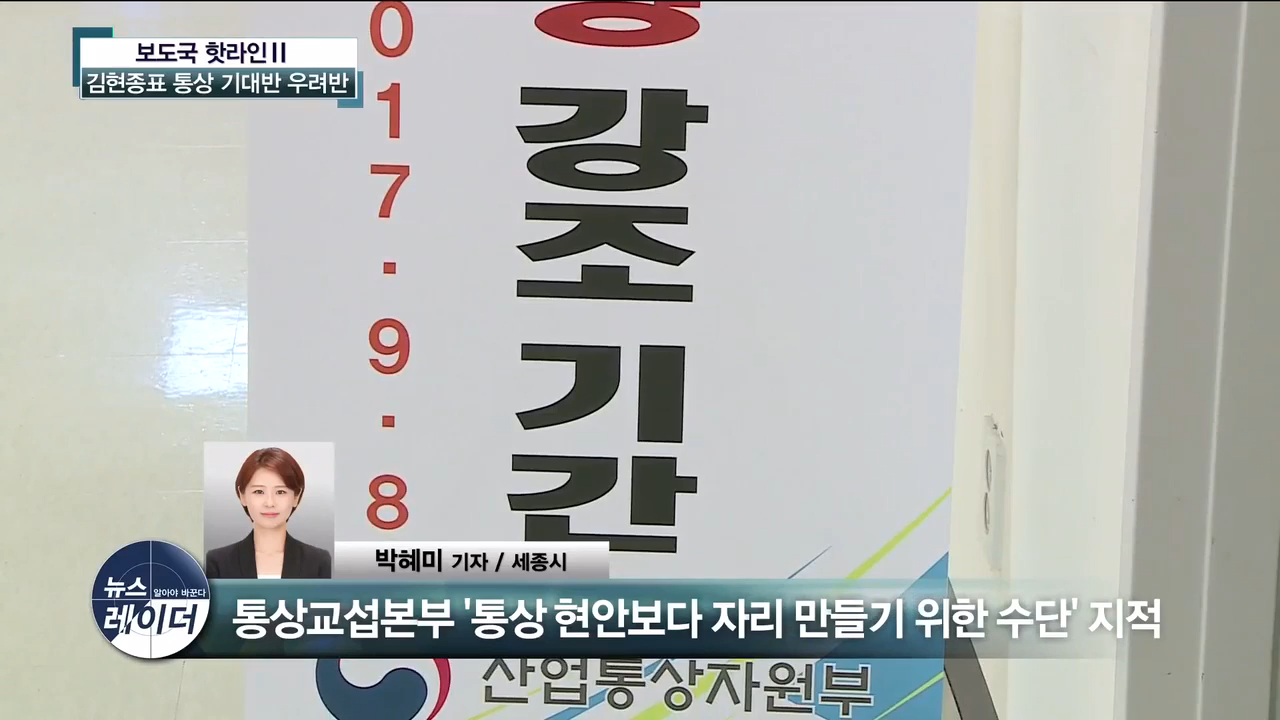 보도국 핫라인Ⅱ
김현종표 통상 기대반 우려반
017.9.8
강조기간
박혜미 기자 / 세종시
뉴스 알아야 바꾼다
레이더
통상교섭본부 '통상 현안보다 자리 만들기 위한 수단' 지적
산업통상자원부